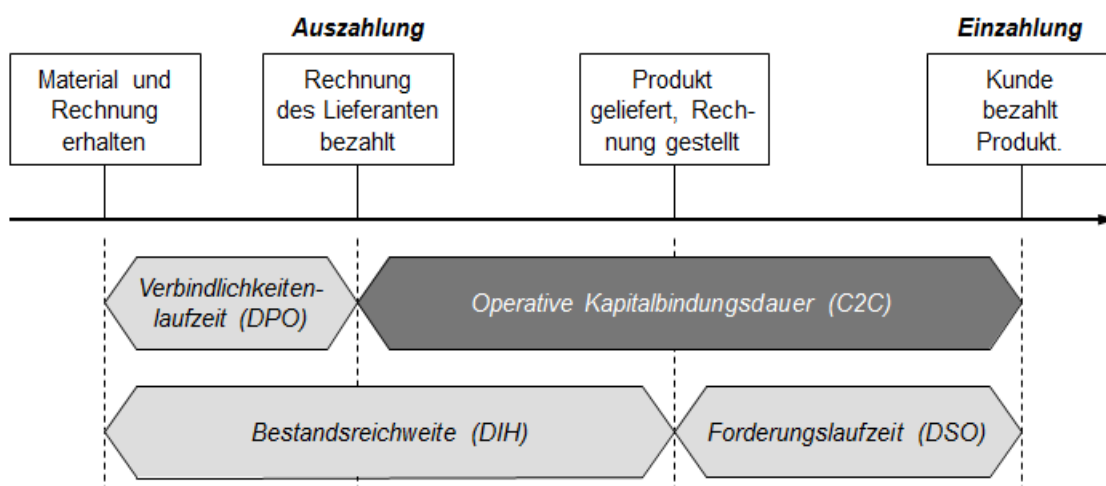 Auszahlung
Einzahlung
Material und
Rechnung
erhalten
Rechnung
des Lieferanten
bezahlt
Produkt
geliefert, Rech-
nung gestellt
Kunde
bezahlt
Produkt.
Verbindlichkeiten-
laufzeit (DPO)
Operative Kapitalbindungsdauer (C2C)
Bestandsreichweite (DIH)
Forderungslaufzeit (DSO)